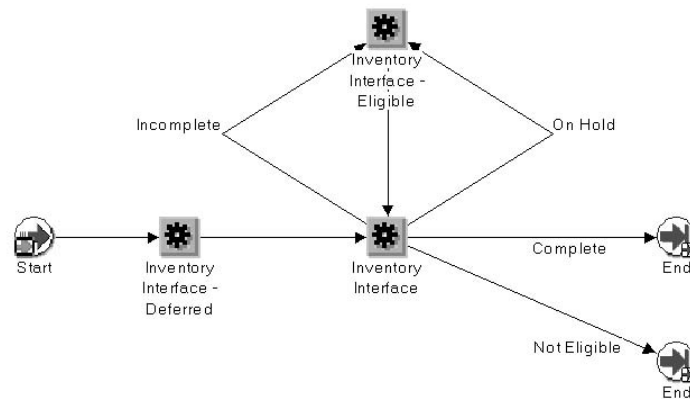 Inventory
Interface -
Eligible
Incomplete
On Hold
Start
Inventory
Interface -
Deferred
Inventory
Interface
Complete
End
Not Eligible
End